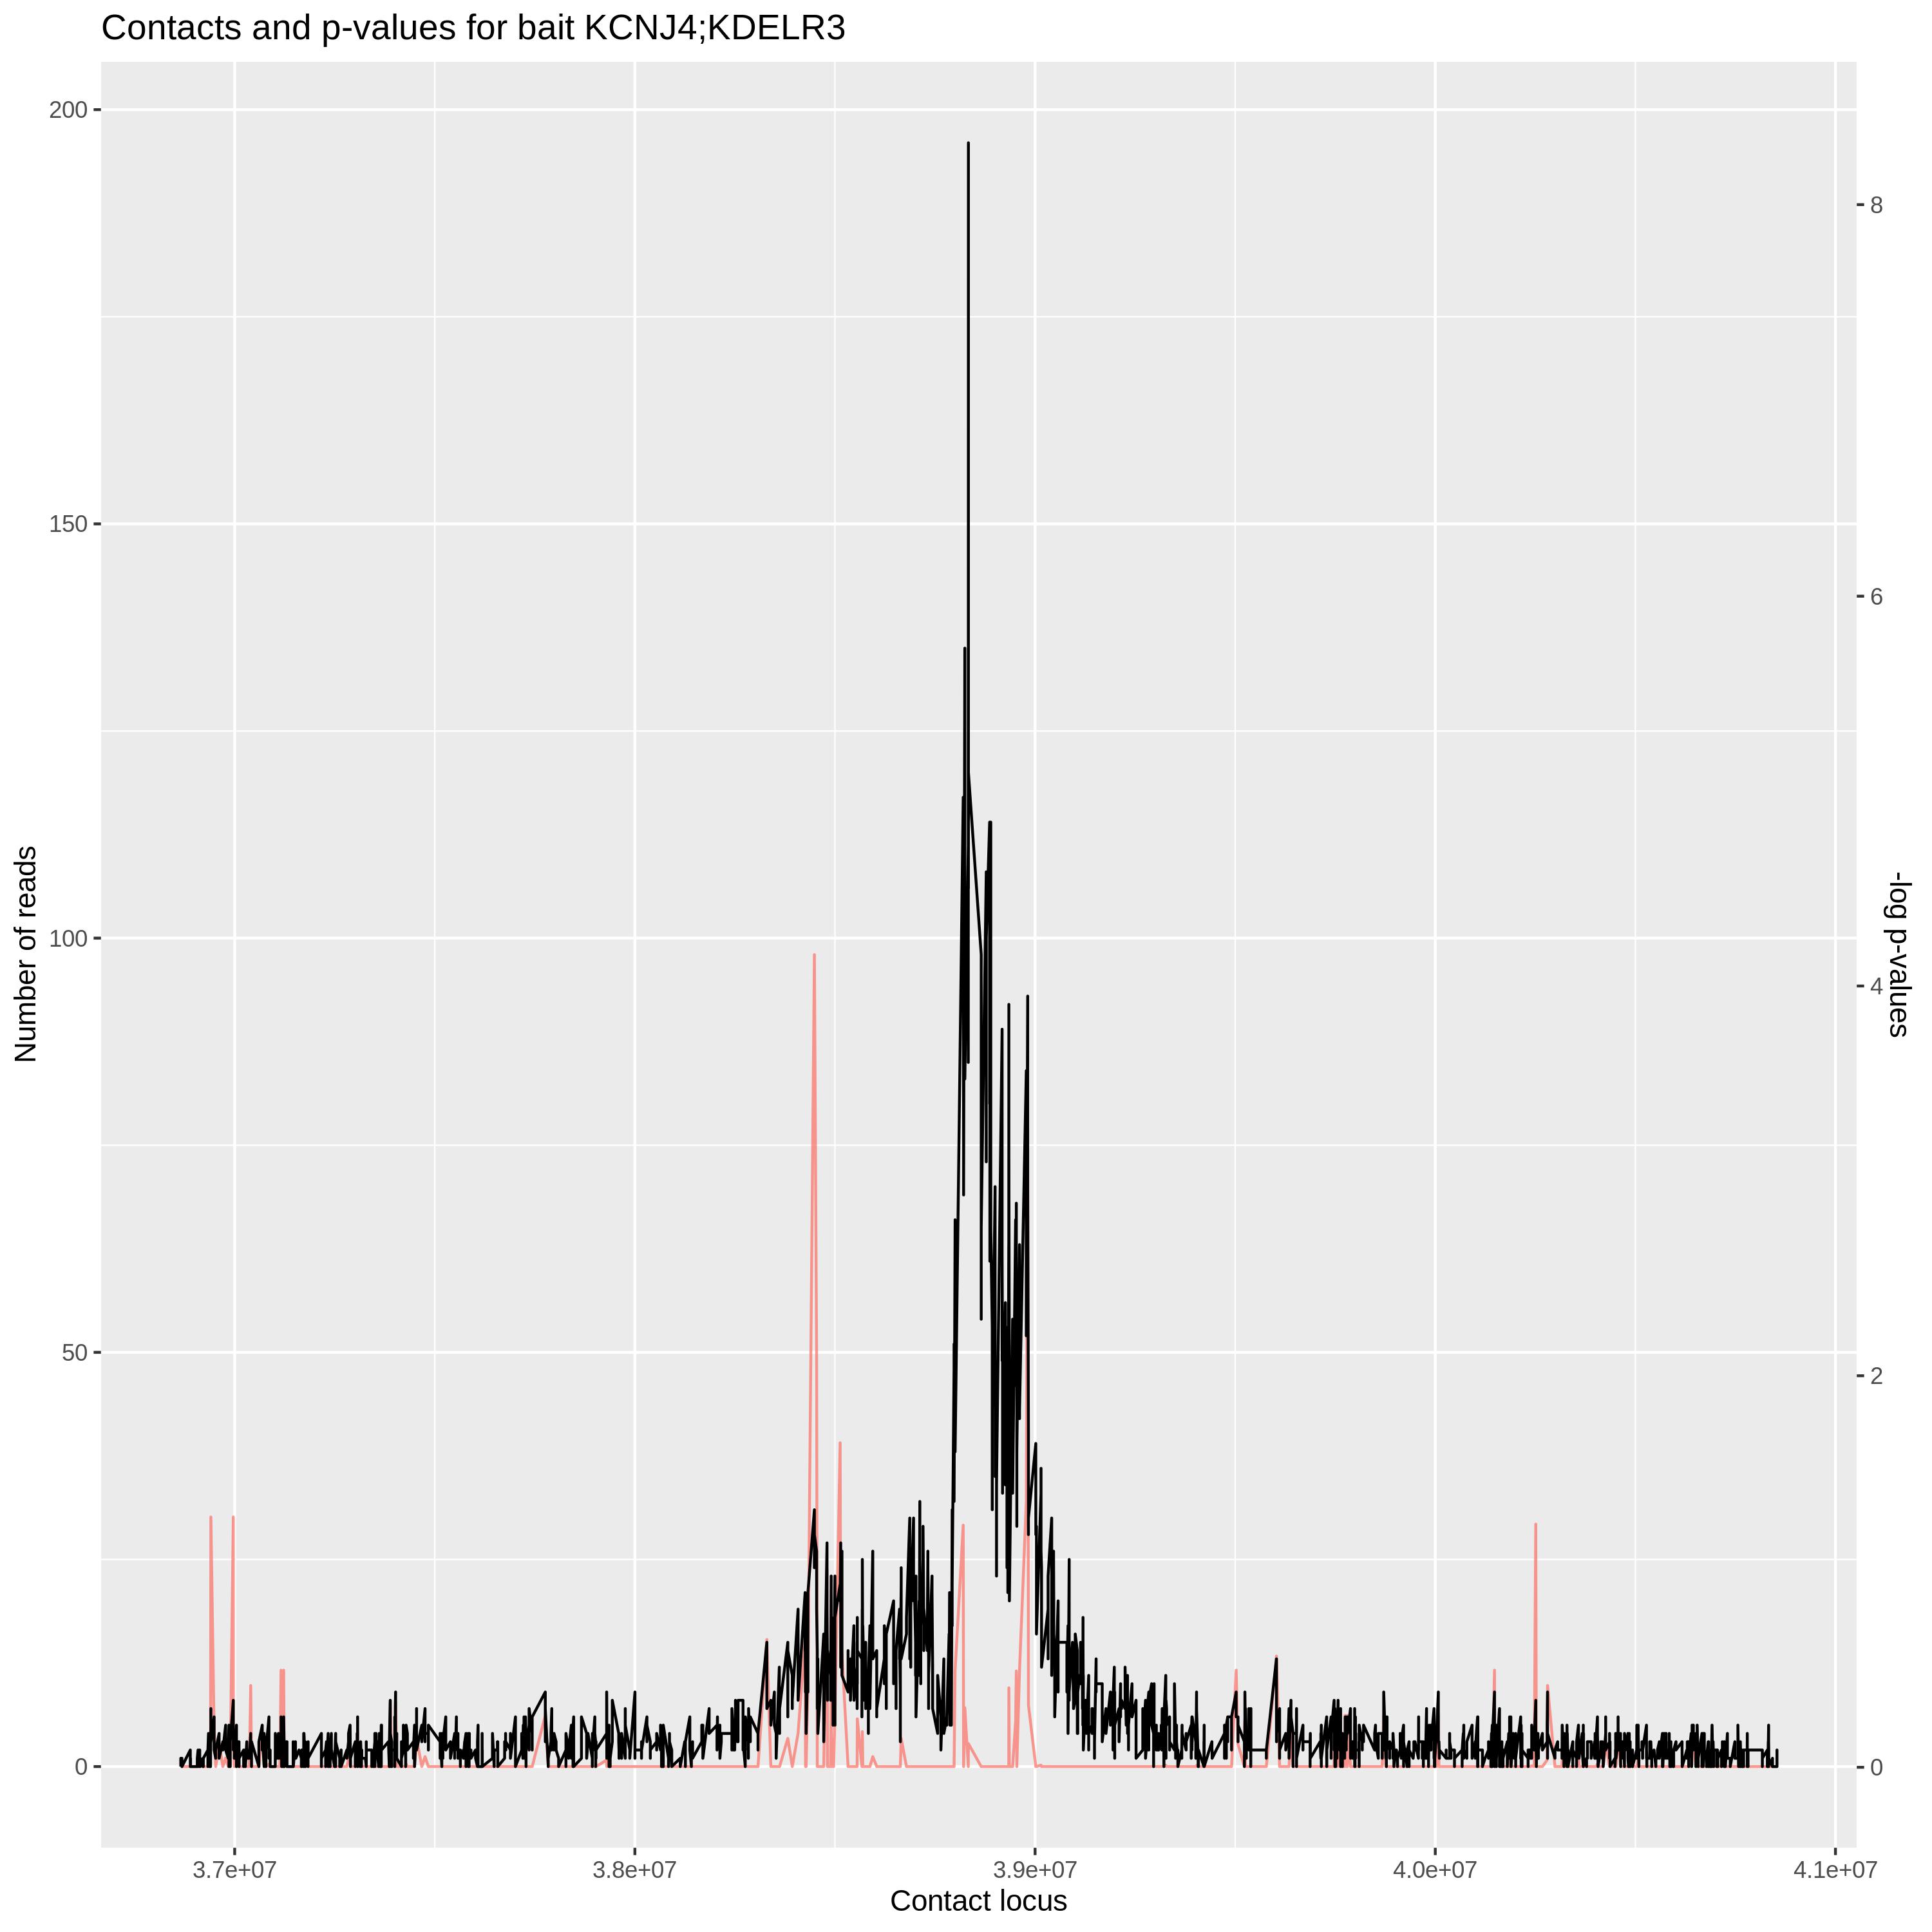 Contacts and p-values for bait KCNJ4;KDELR3
200
150
100
50
0
Number of reads
8
6
4
2
0
-log p-values
3.7e+07 3.8e+07 3.9e+07 4.0e+07 4.1e+07
Contact locus